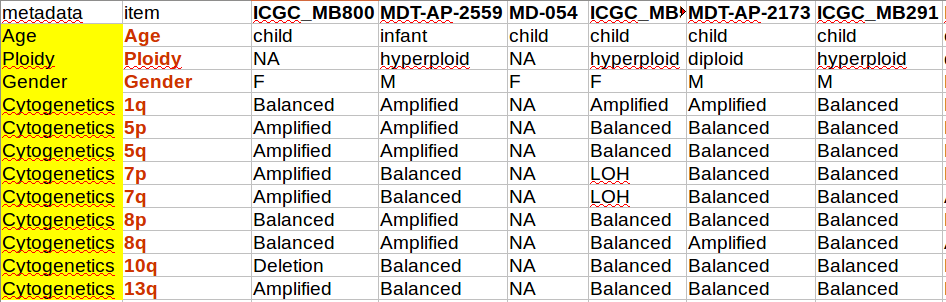 metadata item ICGC_MB800 MDT-AP-2559 MD-054 ICGC_MB MDT-AP-2173 ICGC_MB291
Age Age child infant child child child child
Ploidy Ploidy NA hyperploid NA hyperploid diploid hyperploid
Gender Gender F M F F M M
Cytogenetics 1q Balanced Amplified NA Amplified Amplified Balanced
Cytogenetics 5p Amplified Amplified NA Balanced Balanced Balanced
Cytogenetics 5q Amplified Amplified NA Balanced Balanced Balanced
Cytogenetics 7p Amplified Balanced NA LOH Balanced Balanced
Cytogenetics 7q Amplified Balanced NA LOH Balanced Balanced
Cytogenetics 8p Balanced Amplified NA Balanced Balanced Balanced
Cytogenetics 8q Balanced Amplified NA Balanced Amplified Balanced
Cytogenetics 10q Deletion Balanced NA Balanced Balanced Balanced
Cytogenetics 13q Amplified Balanced NA Balanced Balanced Balanced